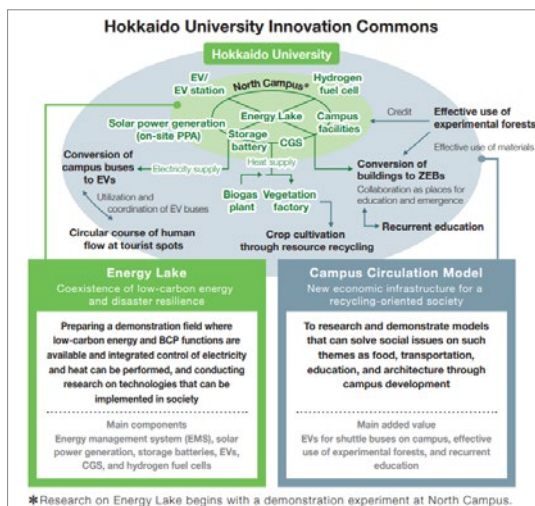 Hokkaido University Innovation Commons
Hokkaido University
EV/
EV station
North Campus*
Hydrogen
fuel cell
Solar power generation
(on-site PPA)
Energy Lake
Campus
facilities
Storage
battery
CGS
Credit
Effective use of
experimental forests
Effective use of materials
Conversion of
campus buses
to EVs
Electricity supply
Heat supply
Conversion of
buildings to ZEBs
Utilization and
coordination of EV buses
Biogas
plant
Vegetation
factory
Collaboration as places for
education and emergence
Circular course of human
flow at tourist spots
Crop cultivation
through resource recycling
Recurrent education
Energy Lake
Coexistence of low-carbon energy
and disaster resilience
Preparing a demonstration field where
low-carbon energy and BCP functions are
available and integrated control of electricity
and heat can be performed, and conducting
research on technologies that can be
implemented in society
Main components
Energy management system (EMS), solar
power generation, storage batteries, EVs,
CGS, and hydrogen fuel cells
Campus Circulation Model
New economic infrastructure for a
recycling-oriented society
To research and demonstrate models
that can solve social issues on such
themes as food, transportation,
education, and architecture through
campus development
Main added value
EVs for shuttle buses on campus, effective
use of experimental forests, and recurrent
education
*Research on Energy Lake begins with a demonstration experiment at North Campus.